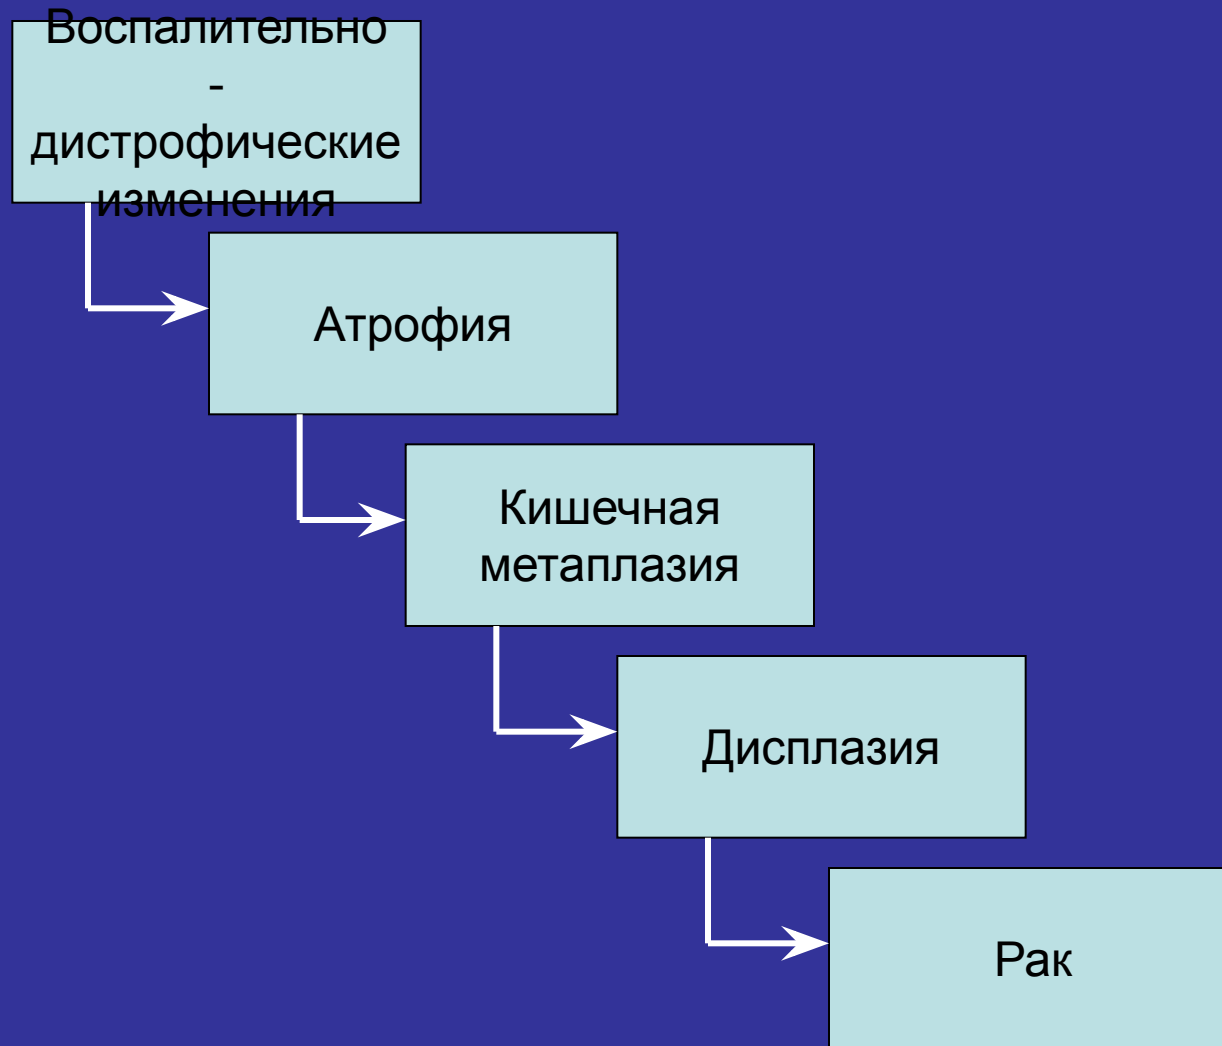 Воспалительно
-
дистрофические
изменения
Атрофия
Кишечная
метаплазия
Дисплазия
Рак